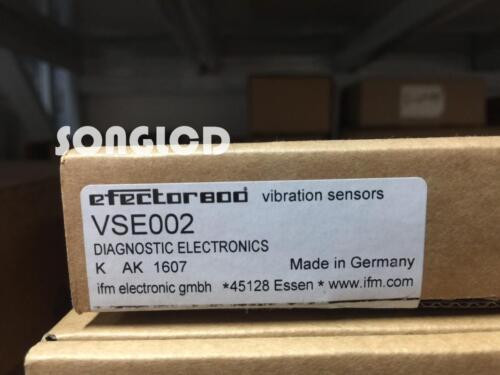 SONGICD
efector800 vibration sensors
VSE002
DIAGNOSTIC ELECTRONICS
K AK 1607 Made in Germany
ifm electronic gmbh *45128 Essen * www.ifm.com